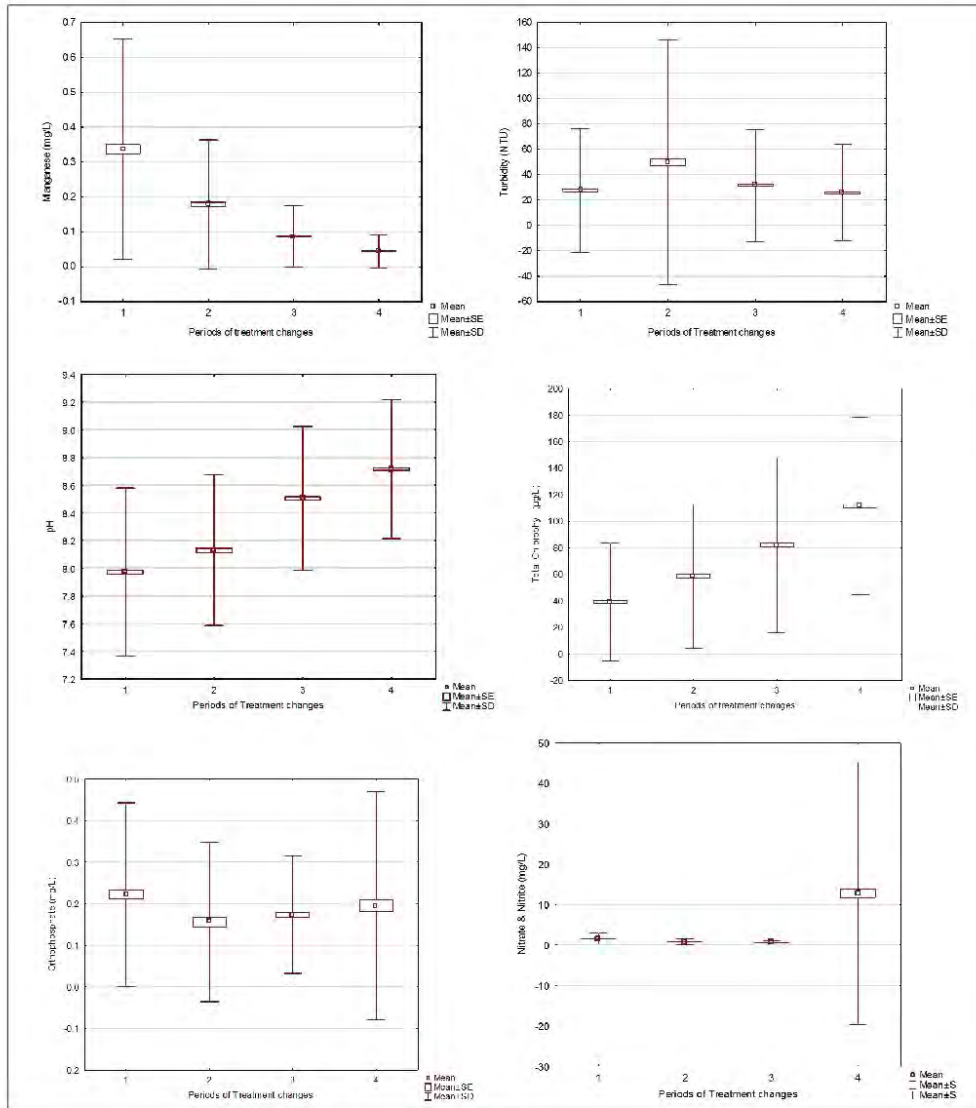 0.7
0.6
0.5
0.4
0.3
0.2
0.1
0.0
-0.1
Manganese (mg/L)
1 2 3 4
Periods of treatment changes
Mean
Mean±SE
Mean±SD
160
140
120
100
80
60
40
20
0
-20
-40
-60
Turbidity (NTU)
1 2 3 4
Periods of Treatment changes
Mean
Mean±SE
Mean±SD
9.4
9.2
9.0
8.8
8.6
8.4
8.2
8.0
7.8
7.6
7.4
7.2
pH
1 2 3 4
Periods of Treatment changes
Mean
Mean±SE
Mean±SD
200
180
160
140
120
100
80
60
40
20
0
-20
Total
1 2 3 4
Periods of treatment changes
Mean
Mean±SE
Mean±SD
0.4
0.3
0.2
0.1
0.0
-0.1
0.2
Orthophosphate (mg/L)
1 2 3 4
Periods of Treatment changes
Mean
Mean±SE
Mean±SD
50
40
30
20
10
0
-10
-20
-30
Nitrate & Nitrite (mg/L)
1 2 3 4
Periods of Treatment changes
Mean
Mean±S
Mean±S